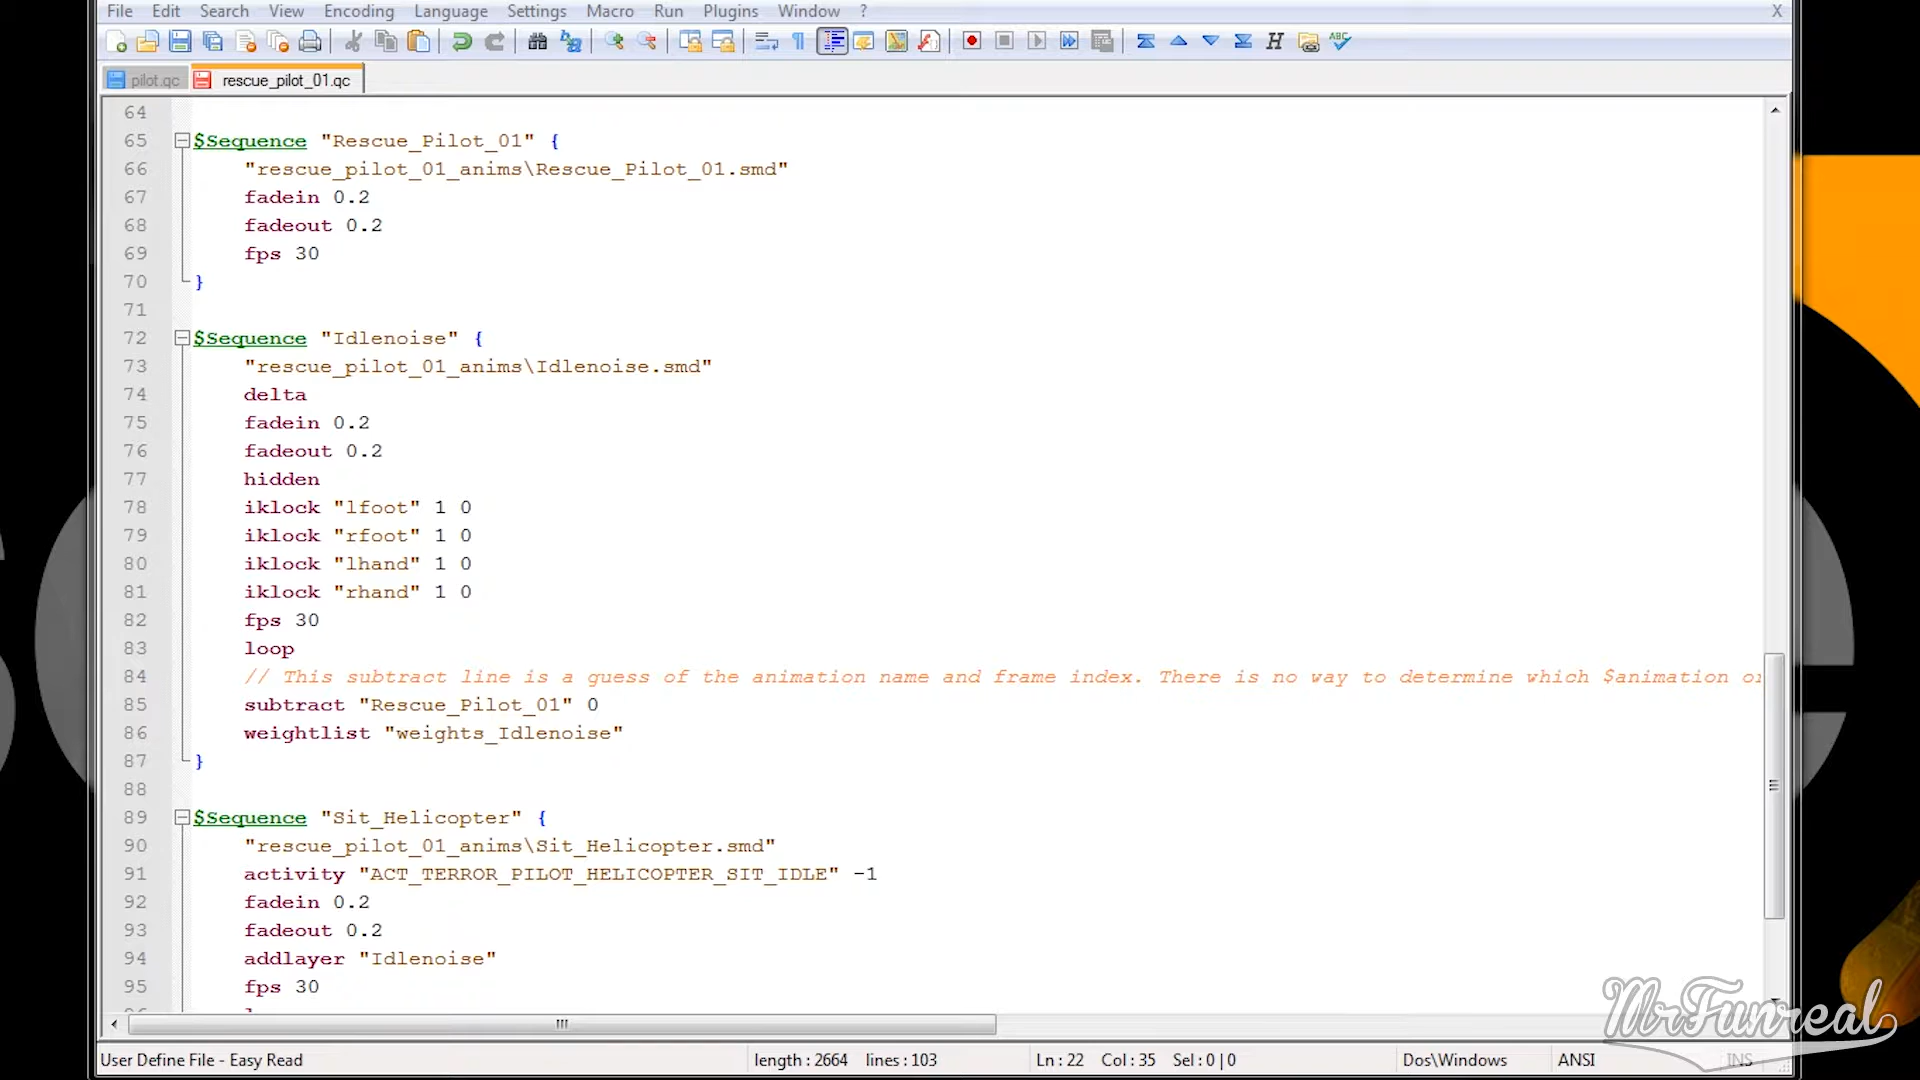 File Edit Search View Encoding Language Settings Macro Run Plugins Window ? X
pilot.qc rescue_pilot_01.qc
64
65 $Sequence "Rescue_Pilot_01" {
66 "rescue_pilot_01_anims\Rescue_Pilot_01.smd"
67 fadein 0.2
68 fadeout 0.2
69 fps 30
70 }
71
72 $Sequence "Idlenoise" {
73 "rescue_pilot_01_anims\Idlenoise.smd"
74 delta
75 fadein 0.2
76 fadeout 0.2
77 hidden
78 iklock "lfoot" 1 0
79 iklock "rfoot" 1 0
80 iklock "lhand" 1 0
81 iklock "rhand" 1 0
82 fps 30
83 loop
84 // This subtract line is a guess of the animation name and frame index. There is no way to determine which $animation
85 subtract "Rescue_Pilot_01" 0
86 weightlist "weights_Idlenoise"
87 }
88
89 $Sequence "Sit_Helicopter" {
90 "rescue_pilot_01_anims\Sit_Helicopter.smd"
91 activity "ACT_TERROR_PILOT_HELICOPTER_SIT_IDLE" -1
92 fadein 0.2
93 fadeout 0.2
94 addlayer "Idlenoise"
95 fps 30
MrFunreal
User Define File - Easy Read length : 2664 lines : 103 Ln : 22 Col : 35 Sel : 0 | 0 Dos\Windows ANSI INS